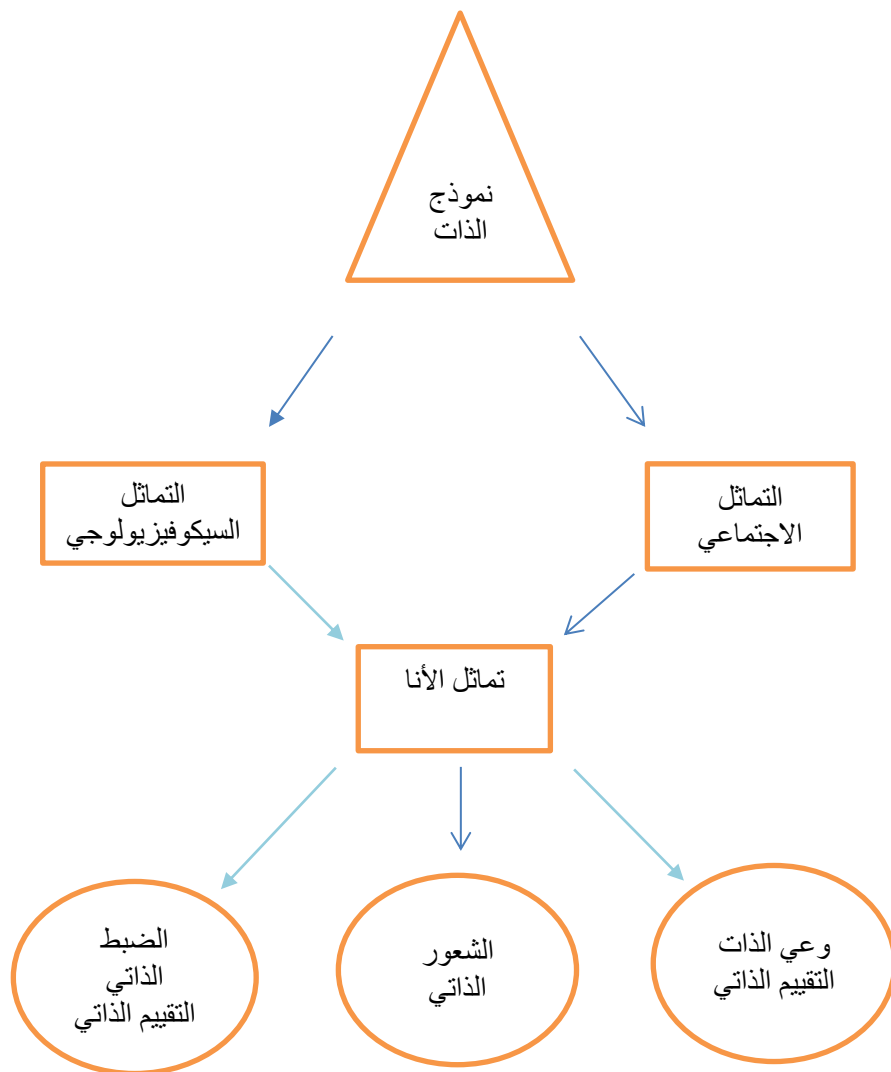 نموذج
الذات
التماثل
الاجتماعي
التماثل
السيكوفيزيولوجي
تماثل الأنا
وعي الذات
التقييم الذاتي
الشعور
الذاتي
الضبط
الذاتي
التقييم الذاتي